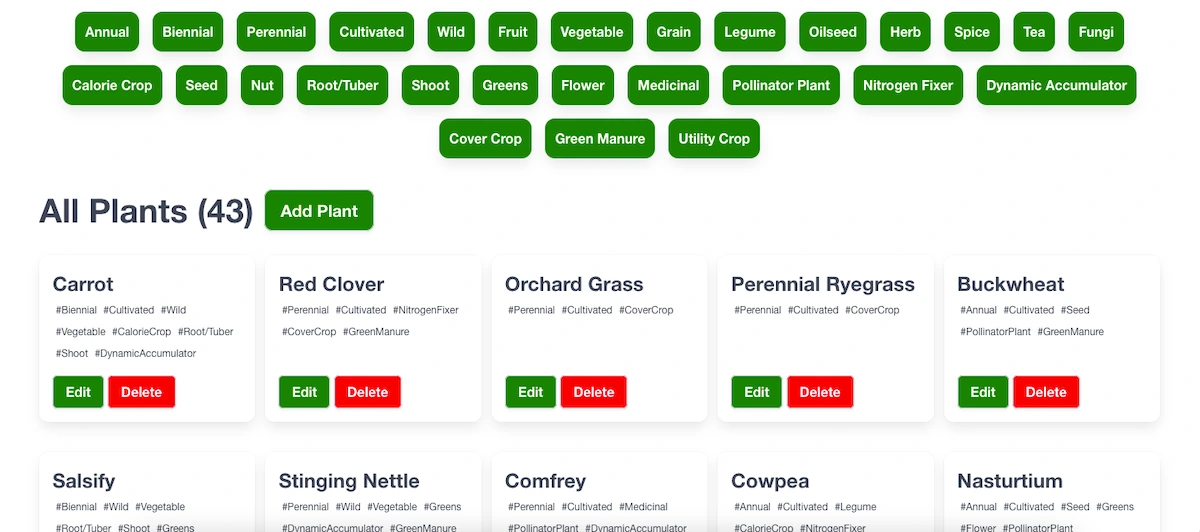 Annual Biennial Perennial Cultivated Wild Fruit Vegetable Grain Legume Oilseed Herb Spice Tea Fungi
Calorie Crop Seed Nut Root/Tuber Shoot Greens Flower Medicinal Pollinator Plant Nitrogen Fixer Dynamic Accumulator
Cover Crop Green Manure Utility Crop
All Plants (43) Add Plant
Carrot
#Biennial #Cultivated #Wild
#Vegetable #CalorieCrop #Root/Tuber
#Shoot #DynamicAccumulator
Edit Delete
Red Clover
#Perennial #Cultivated #NitrogenFixer
#CoverCrop #GreenManure
Edit Delete
Orchard Grass
#Perennial #Cultivated #CoverCrop
Edit Delete
Perennial Ryegrass
#Perennial #Cultivated #CoverCrop
Edit Delete
Buckwheat
#Annual #Cultivated #Seed
#PollinatorPlant #GreenManure
Edit Delete
Salsify
#Biennial #Wild #Vegetable
#Root/Tuber #Shoot #Greens
Stinging Nettle
#Perennial #Wild #Vegetable #Greens
#DynamicAccumulator #GreenManure
Comfrey
#Perennial #Cultivated #Medicinal
#PollinatorPlant #DynamicAccumulator
Cowpea
#Annual #Cultivated #Legume
#CalorieCrop #NitrogenFixer
Nasturtium
#Annual #Cultivated #Seed #Greens
#Flower #PollinatorPlant